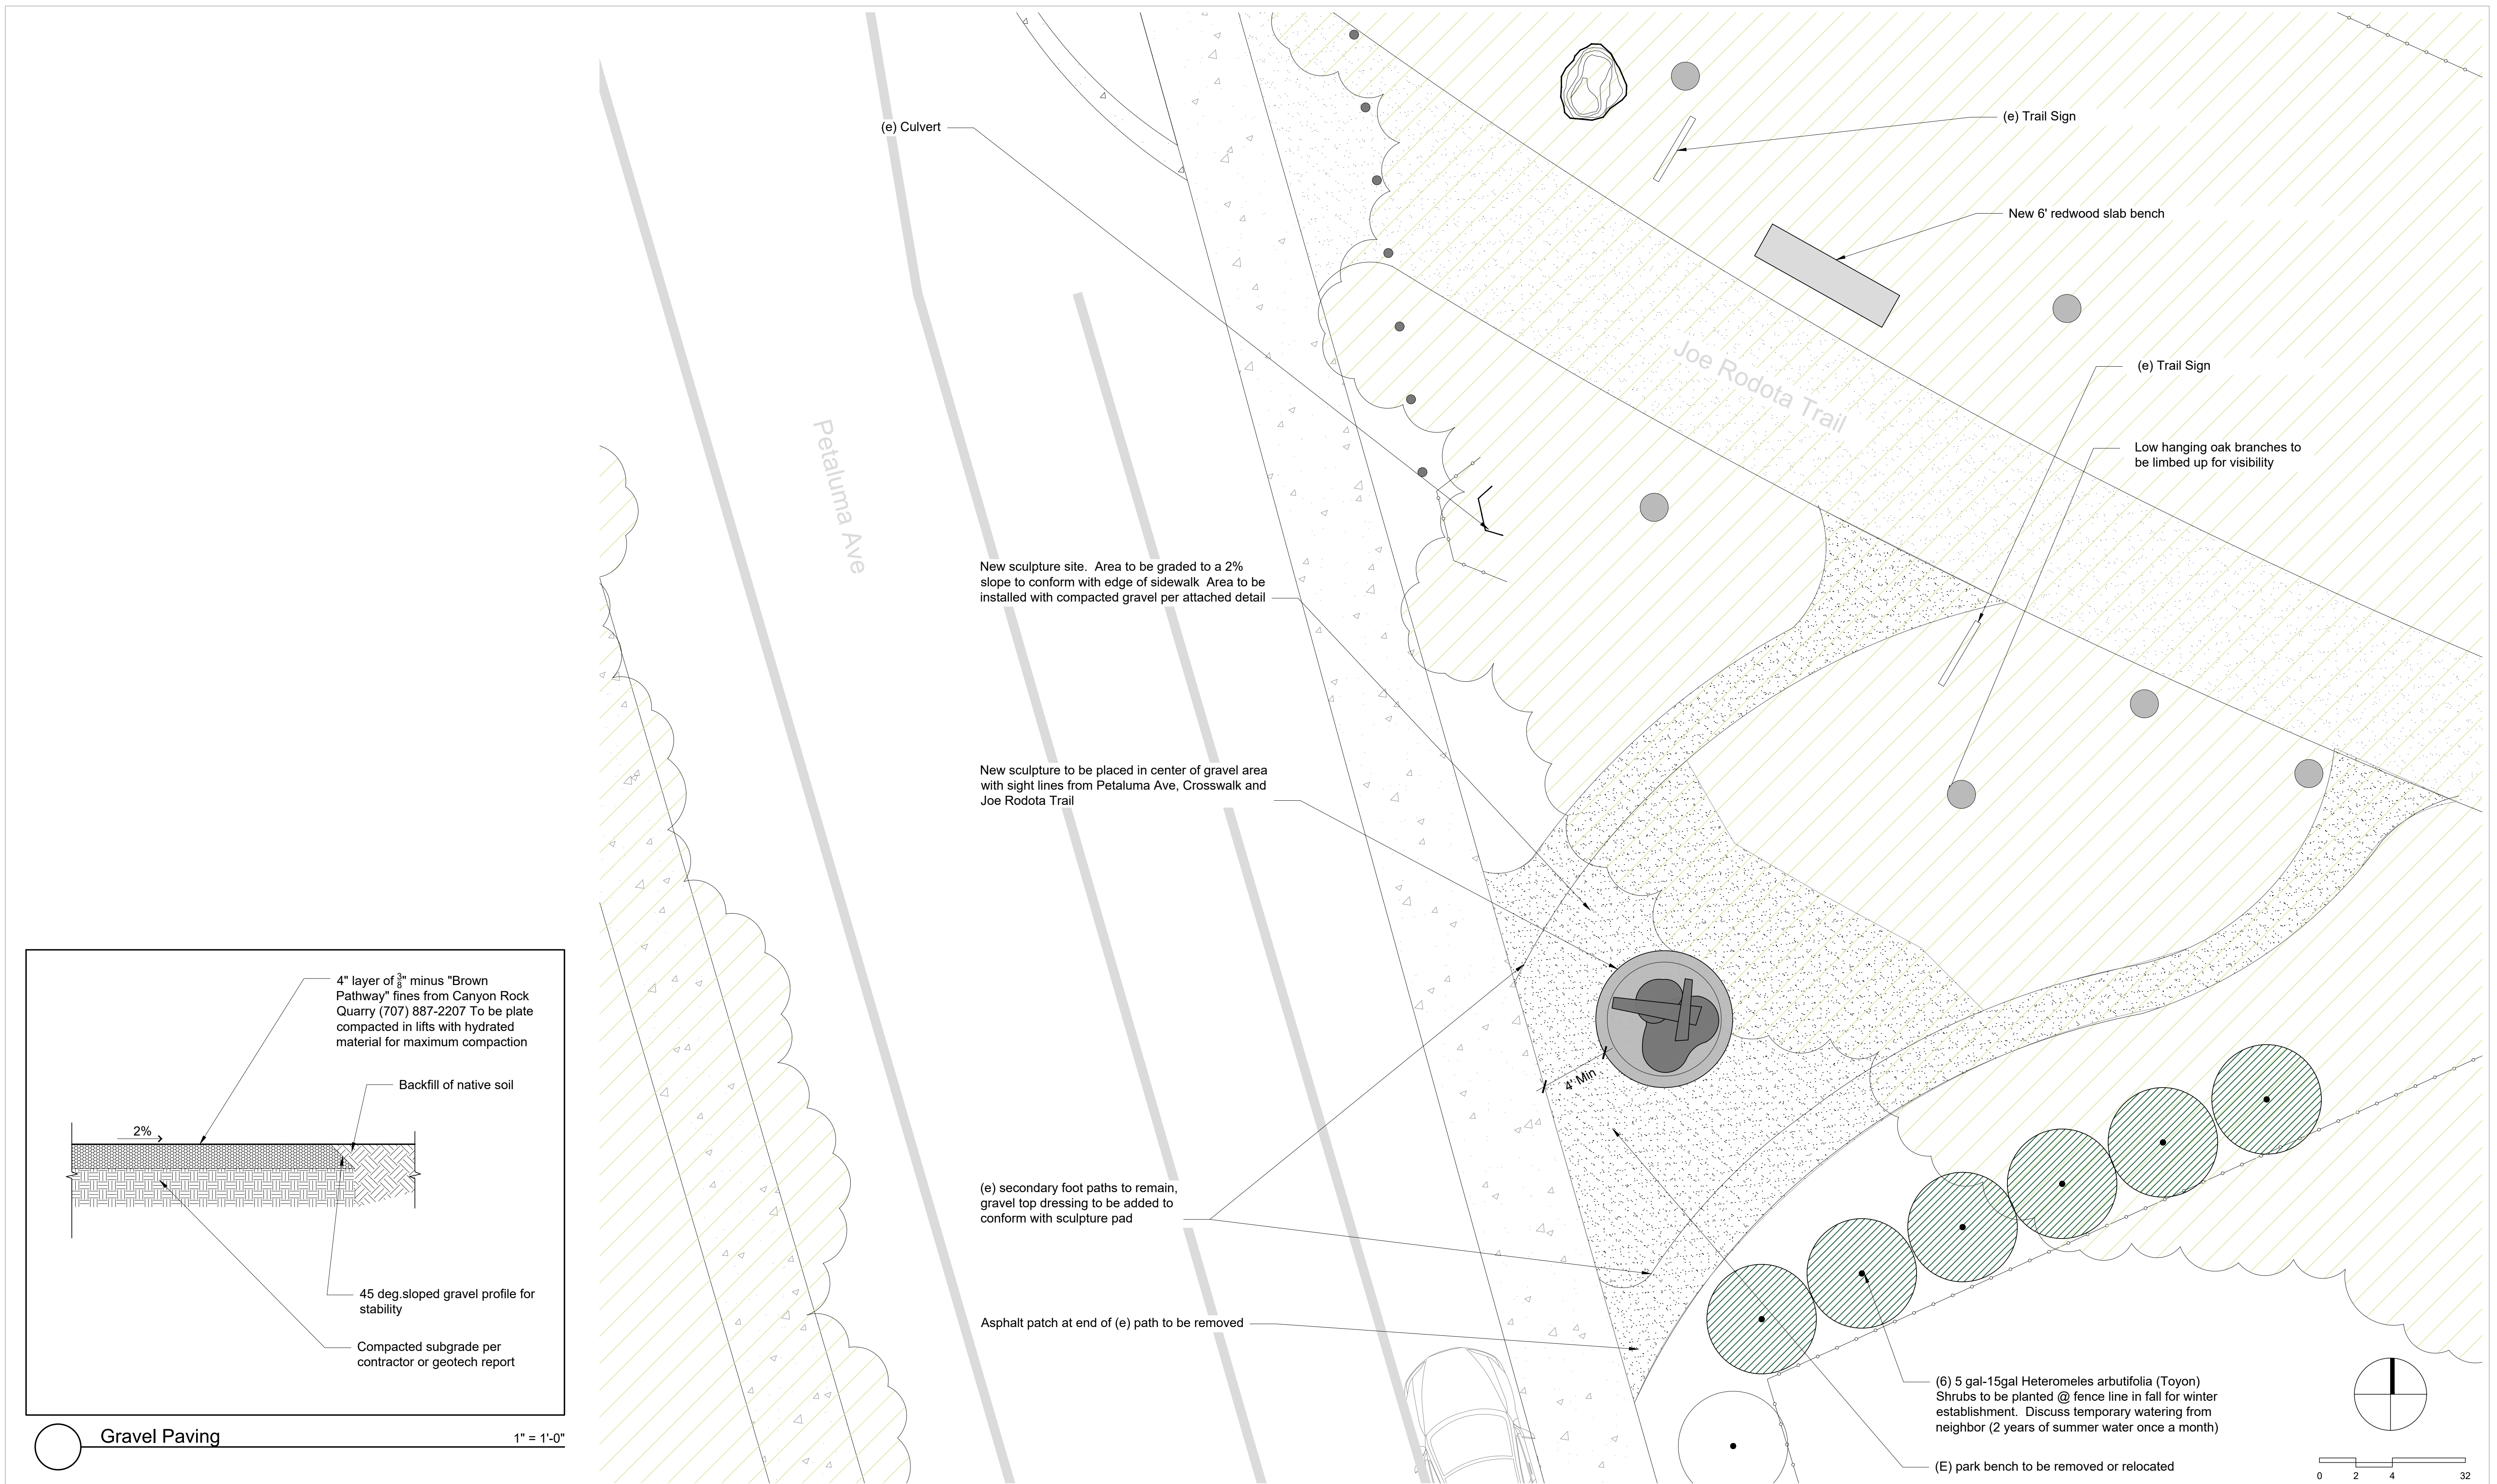 (e) Culvert
(e) Trail Sign
New 6' redwood slab bench
Joe Rodota Trail
(e) Trail Sign
Petaluma Ave
Low hanging oak branches to
be limbed up for visibility
New sculpture site.  Area to be graded to a 2%
slope to conform with edge of sidewalk  Area to be
installed with compacted gravel per attached detail
New sculpture to be placed in center of gravel area
with sight lines from Petaluma Ave, Crosswalk and
Joe Rodota Trail
4' Min
(e) secondary foot paths to remain,
gravel top dressing to be added to
conform with sculpture pad
Asphalt patch at end of (e) path to be removed
(6) 5 gal-15gal Heteromeles arbutifolia (Toyon)
Shrubs to be planted @ fence line in fall for winter
establishment.  Discuss temporary watering from
neighbor (2 years of summer water once a month)
(E) park bench to be removed or relocated
0 2 4 32
4" layer of 3/8" minus "Brown
Pathway" fines from Canyon Rock
Quarry (707) 887-2207 To be plate
compacted in lifts with hydrated
material for maximum compaction
Backfill of native soil
2%
45 deg.sloped gravel profile for
stability
Compacted subgrade per
contractor or geotech report
Gravel Paving
1" = 1'-0"